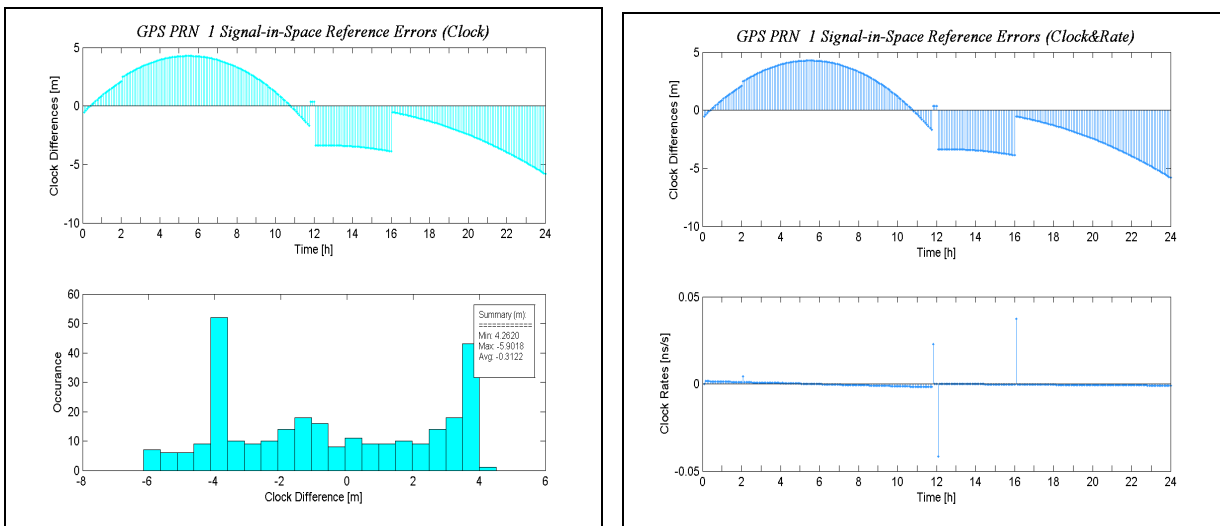 GPS PRN 1 Signal-in-Space Reference Errors (Clock)
5
0
-5
-10
Clock Differences [m]
0 2 4 6 8 10 12 14 16 18 20 22 24
Time [h]
60
50
40
30
20
10
0
Occurance
Summary (m):
============
Min: 4.2620
Max: -5.9018
Avg: -0.3122
-8 -6 -4 -2 0 2 4 6
Clock Difference [m]
GPS PRN 1 Signal-in-Space Reference Errors (Clock&Rate)
5
0
-5
-10
Clock Differences [m]
0 2 4 6 8 10 12 14 16 18 20 22 24
Time [h]
0.05
0
-0.05
Clock Rates [ns/s]
0 2 4 6 8 10 12 14 16 18 20 22 24
Time [h]